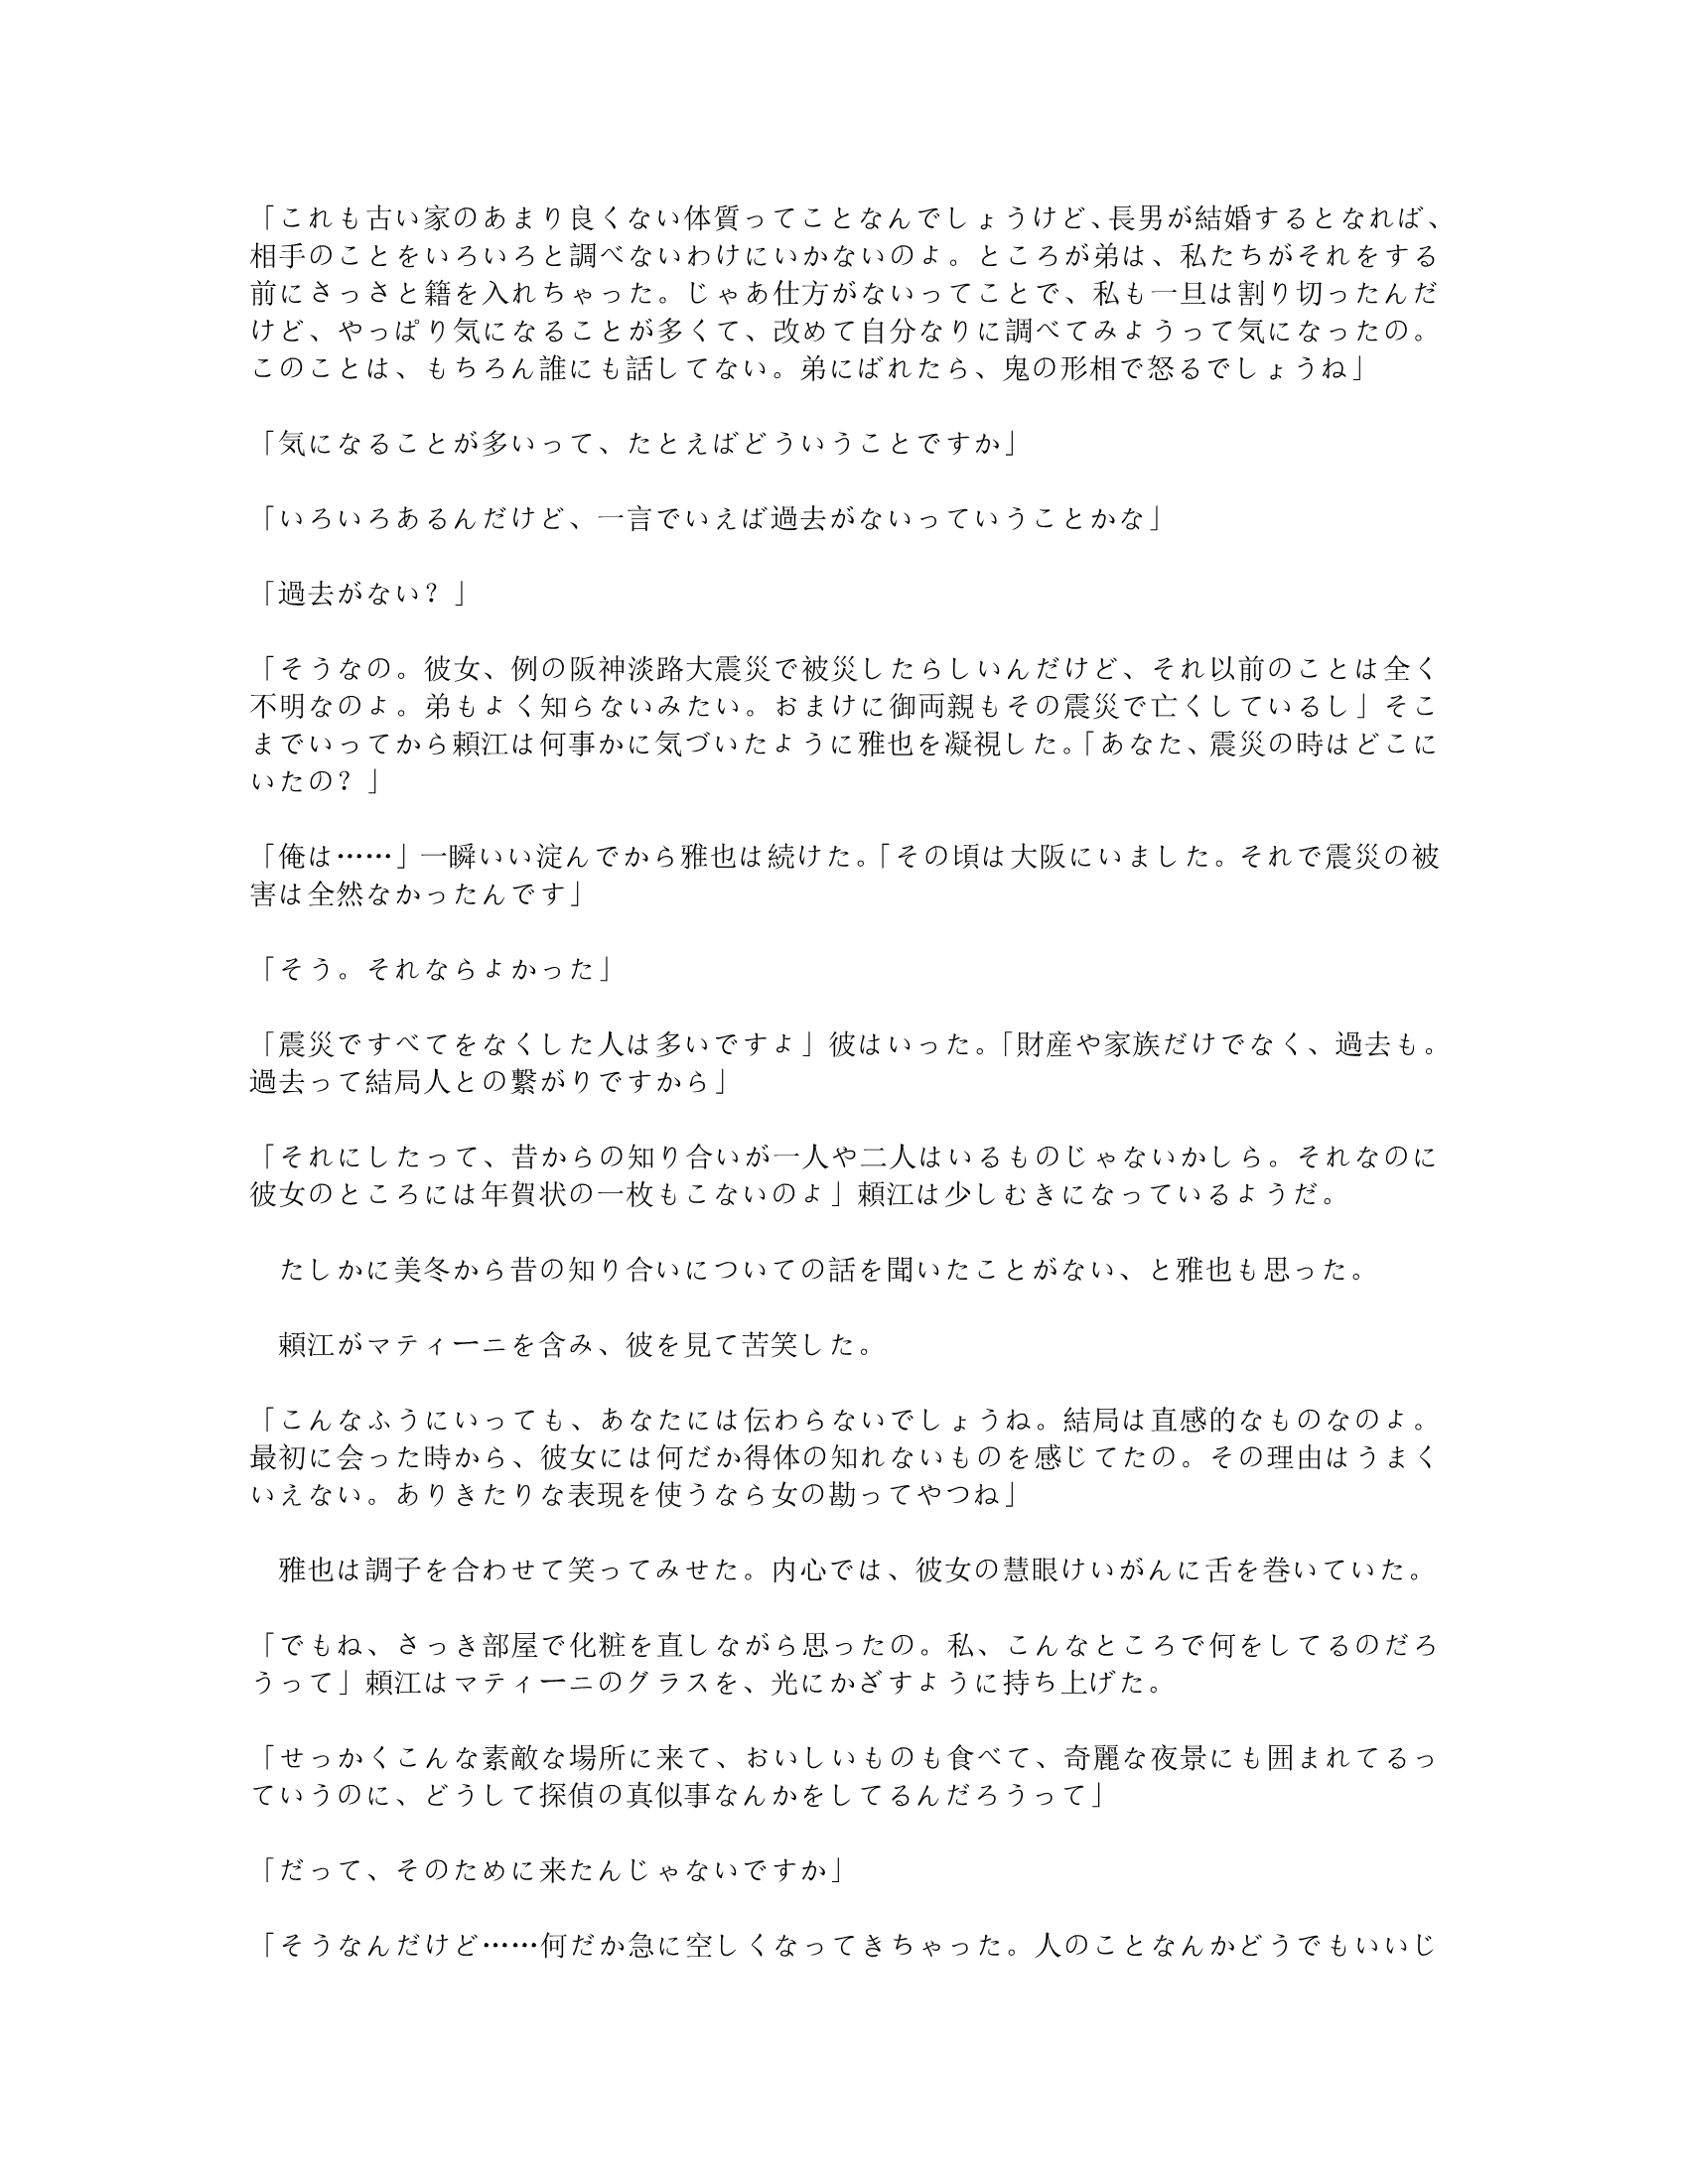 「これも古い家のあまり良くない体質ってことなんでしょうけど、長男が結婚するとなれば、
相手のことをいろいろと調べないわけにいかないのよ。ところが弟は、私たちがそれをする
前にさっさと籍を入れちゃった。じゃあ仕方がないってことで、私も一旦は割り切ったんだ
けど、やっぱり気になることが多くて、改めて自分なりに調べてみようって気になったの。
このことは、もちろん誰にも話してない。弟にばれたら、鬼の形相で怒るでしょうね」
「気になることが多いって、たとえばどういうことですか」
「いろいろあるんだけど、一言でいえば過去がないっていうことかな」
「過去がない？」
「そうなの。彼女、例の阪神淡路大震災で被災したらしいんだけど、それ以前のことは全く
不明なのよ。弟もよく知らないみたい。おまけに御両親もその震災で亡くしているし」そこ
までいってから頼江は何事かに気づいたように雅也を凝視した。「あなた、震災の時はどこに
いたの？」
「俺は……」一瞬いい淀んでから雅也は続けた。「その頃は大阪にいました。それで震災の被
害は全然なかったんです」
「そう。それならよかった」
「震災ですべてをなくした人は多いですよ」彼はいった。「財産や家族だけでなく、過去も。
過去って結局人との繋がりですから」
「それにしたって、昔からの知り合いが一人や二人はいるものじゃないかしら。それなのに
彼女のところには年賀状の一枚もこないのよ」頼江は少しむきになっているようだ。
　たしかに美冬から昔の知り合いについての話を聞いたことがない、と雅也も思った。
　頼江がマティーニを含み、彼を見て苦笑した。
「こんなふうにいっても、あなたには伝わらないでしょうね。結局は直感的なものなのよ。
最初に会った時から、彼女には何だか得体の知れないものを感じてたの。その理由はうまく
いえない。ありきたりな表現を使うなら女の勘ってやつね」
　雅也は調子を合わせて笑ってみせた。内心では、彼女の慧眼けいがんに舌を巻いていた。
「でもね、さっき部屋で化粧を直しながら思ったの。私、こんなところで何をしてるのだろ
うって」頼江はマティーニのグラスを、光にかざすように持ち上げた。
「せっかくこんな素敵な場所に来て、おいしいものも食べて、奇麗な夜景にも囲まれてるっ
ていうのに、どうして探偵の真似事なんかをしてるんだろうって」
「だって、そのために来たんじゃないですか」
「そうなんだけど……何だか急に空しくなってきちゃった。人のことなんかどうでもいいじ